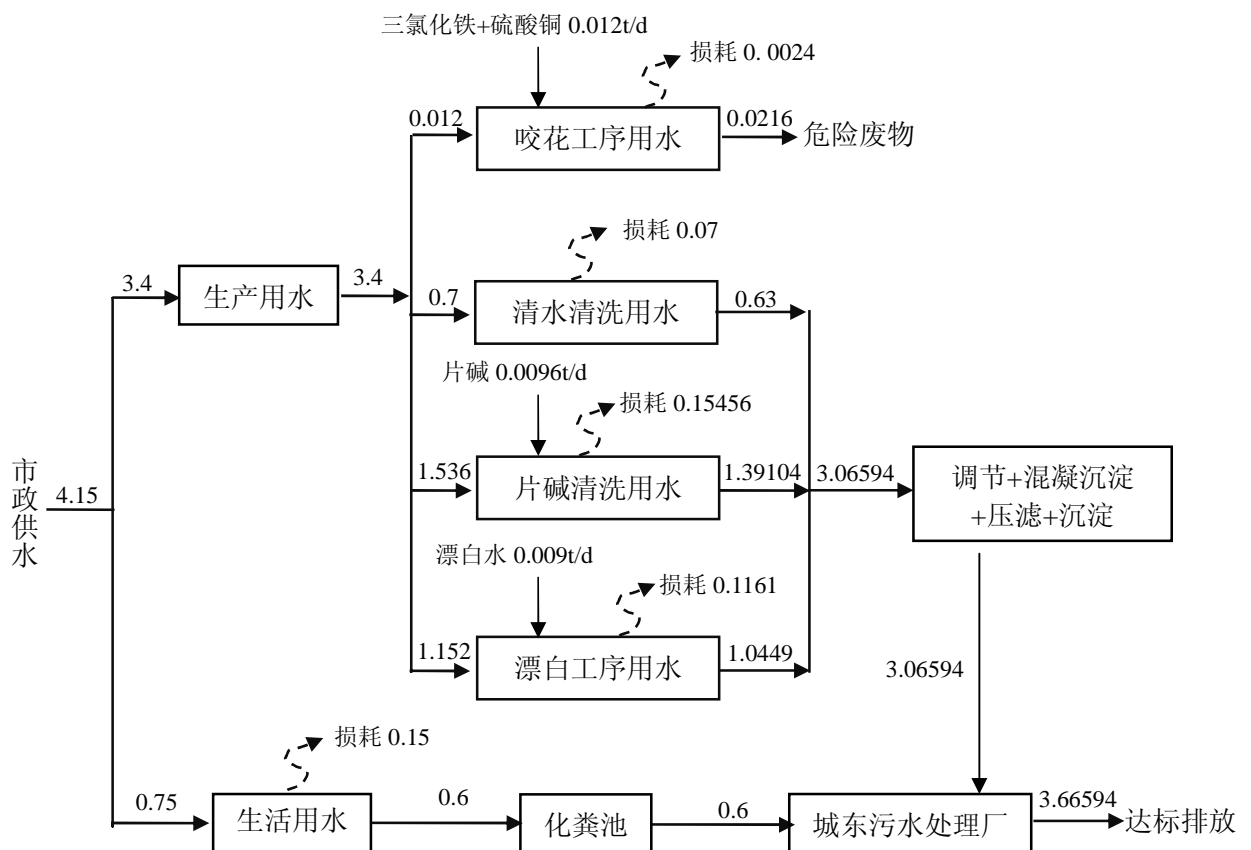 三氯化铁+硫酸铜 0.012t/d
损耗 0. 0024
0.012
咬花工序用水
0.0216
危险废物
损耗 0.07
3.4
生产用水
3.4
0.7
清水清洗用水
0.63
片碱 0.0096t/d
损耗 0.15456
市政供水
4.15
1.536
片碱清洗用水
1.39104
3.06594
调节+混凝沉淀
+压滤+沉淀
漂白水 0.009t/d
损耗 0.1161
1.152
漂白工序用水
1.0449
3.06594
损耗 0.15
0.75
生活用水
0.6
化粪池
0.6
城东污水处理厂
3.66594
达标排放